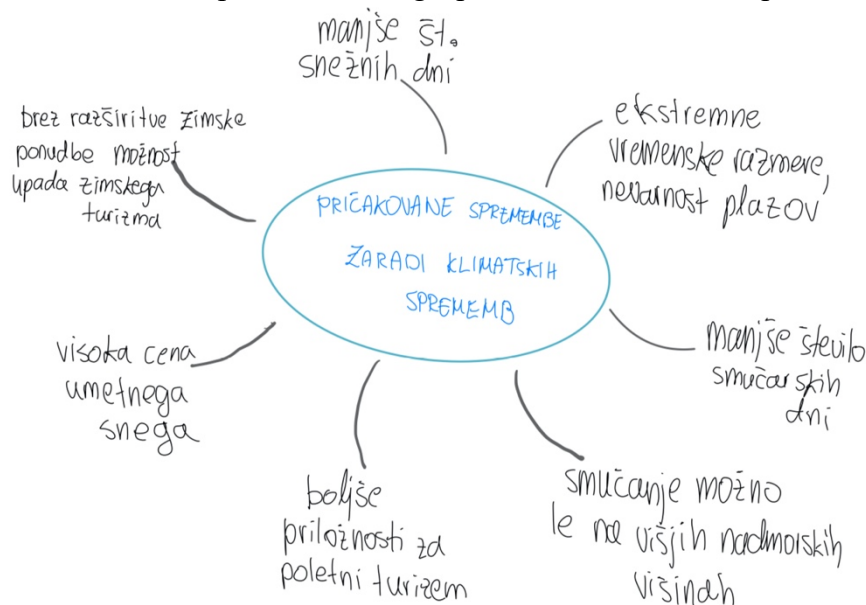 manjše št.
snežnih dni
ekstremne
vremenske razmere,
nevarnost plazov
manjše število
smučarskih
dni
smučanje možno
le na višjih nadmorskih
višinah
boljše
priložnosti za
poletni turizem
visoka cena
umetnega
snega
brez razširitve zimske
ponudbe možnost
upada zimskega
turizma
PRIČAKOVANE SPREMEMBE
ZARADI KLIMATSKIH
SPREMEMB